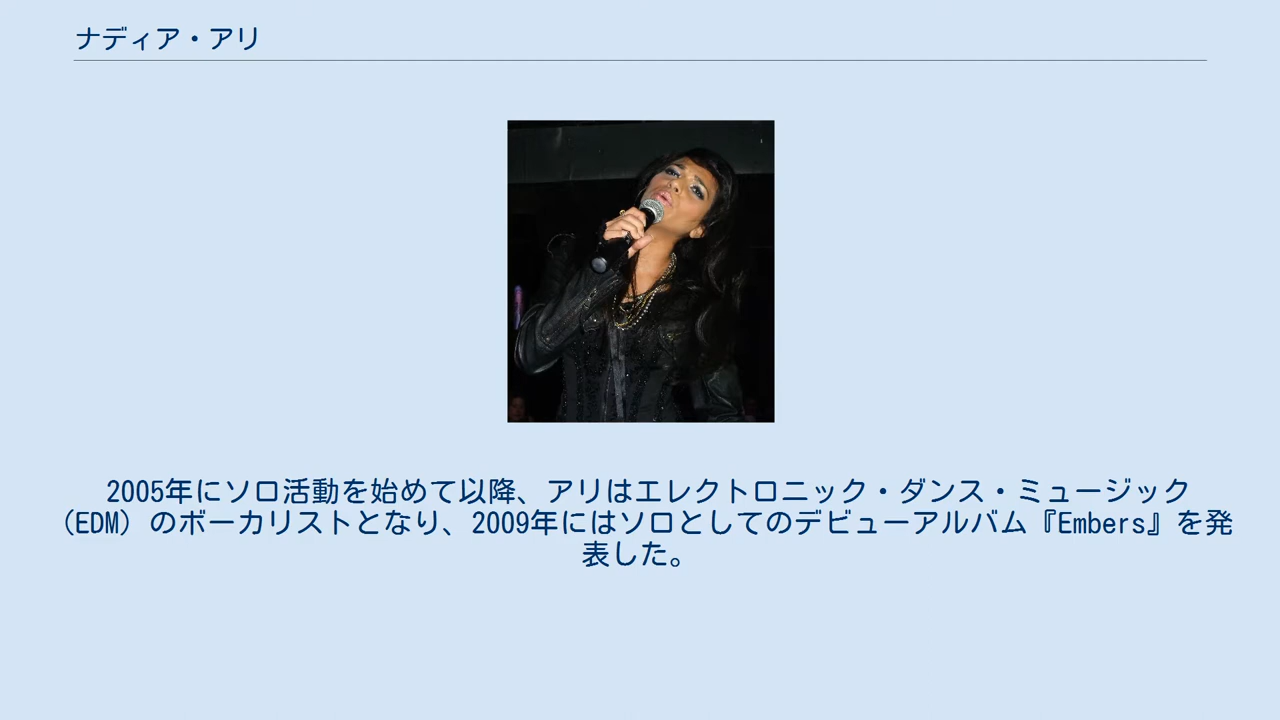 ナディア・アリ
2005年にソロ活動を始めて以降、アリはエレクトロニック・ダンス・ミュージック
(EDM) のボーカリストとなり、2009年にはソロとしてのデビューアルバム『Embers』を発
表した。